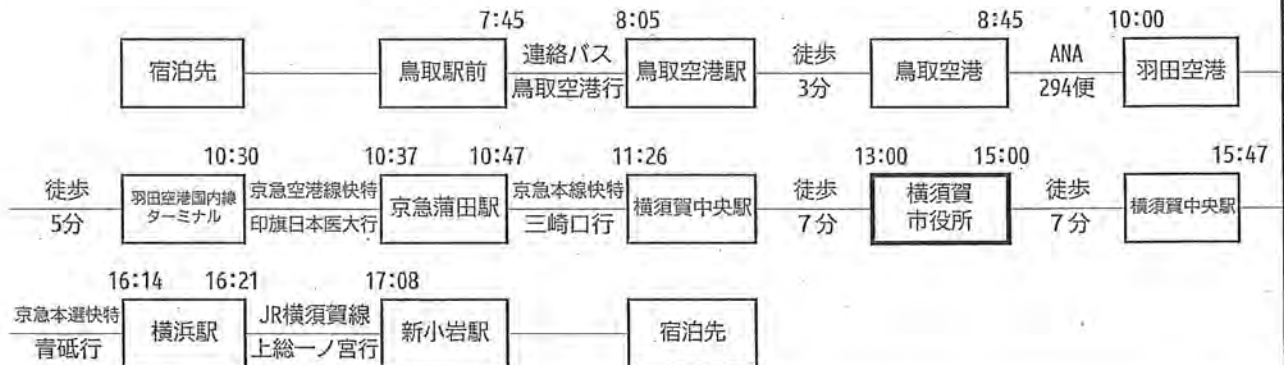 7:45 8:05 8:45 10:00
宿泊先 鳥取駅前 連絡バス 鳥取空港行 鳥取空港駅 徒歩 3分 鳥取空港 ANA 294便 羽田空港
10:30 10:37 10:47 11:26 13:00 15:00 15:47
徒歩 5分 羽田空港国内線 ターミナル 京急空港線快特 印旗日本医大行 京急蒲田駅 京急本線快特 三崎口行 横須賀中央駅 徒歩 7分 横須賀 市役所 徒歩 7分 横須賀中央駅
16:14 16:21 17:08
京急本選快特 青砥行 横浜駅 JR横須賀線 上総一ノ宮行 新小岩駅 宿泊先